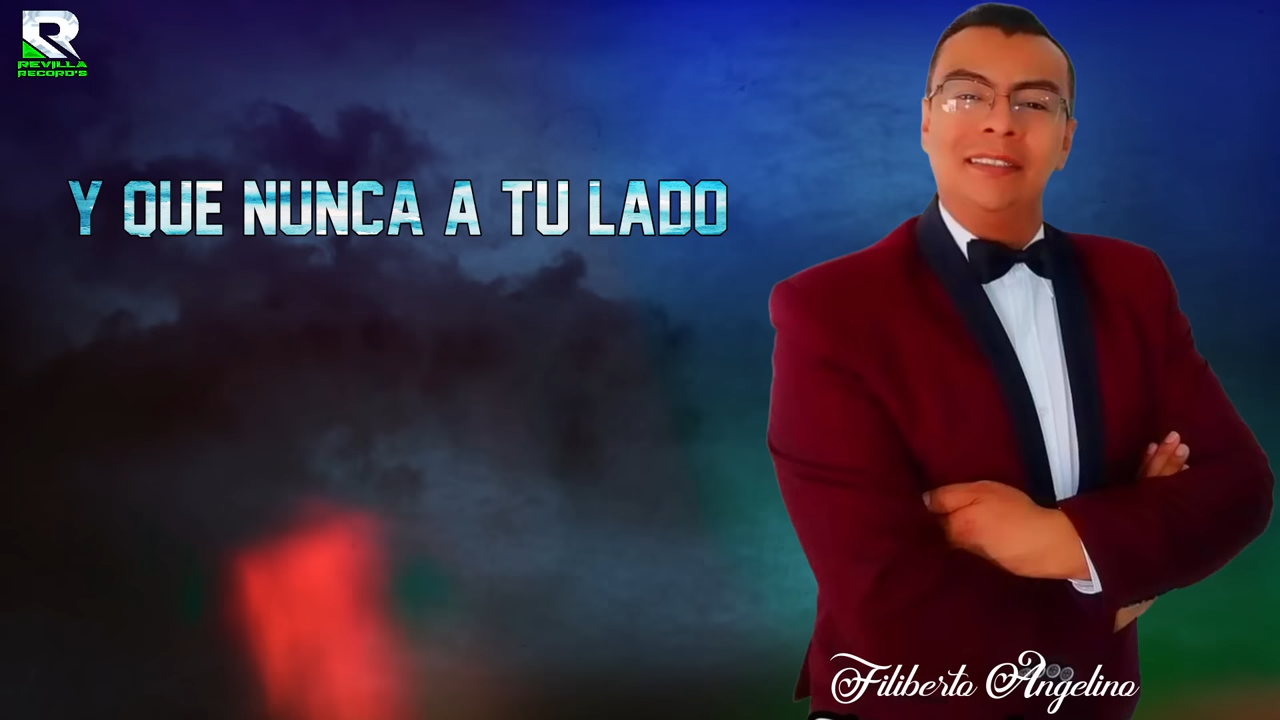 R
REVILLA
RECORD'S
Y QUE NUNCA A TU LADO
Filiberto Angelino